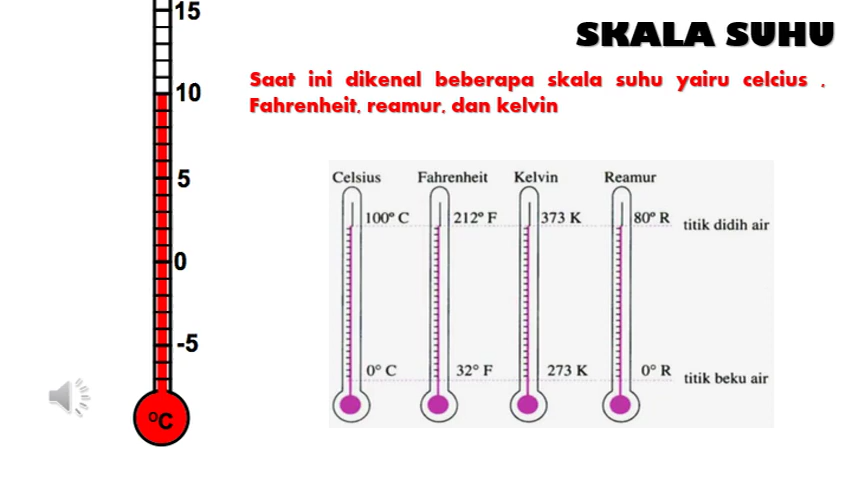 SKALA SUHU
Saat ini dikenal beberapa skala suhu yairu celcius ,
Fahrenheit, reamur, dan kelvin
15
10
5
0
-5
°C
Celsius Fahrenheit Kelvin Reamur
100° C 212° F 373 K 80° R titik didih air
0° C 32° F 273 K 0° R titik beku air